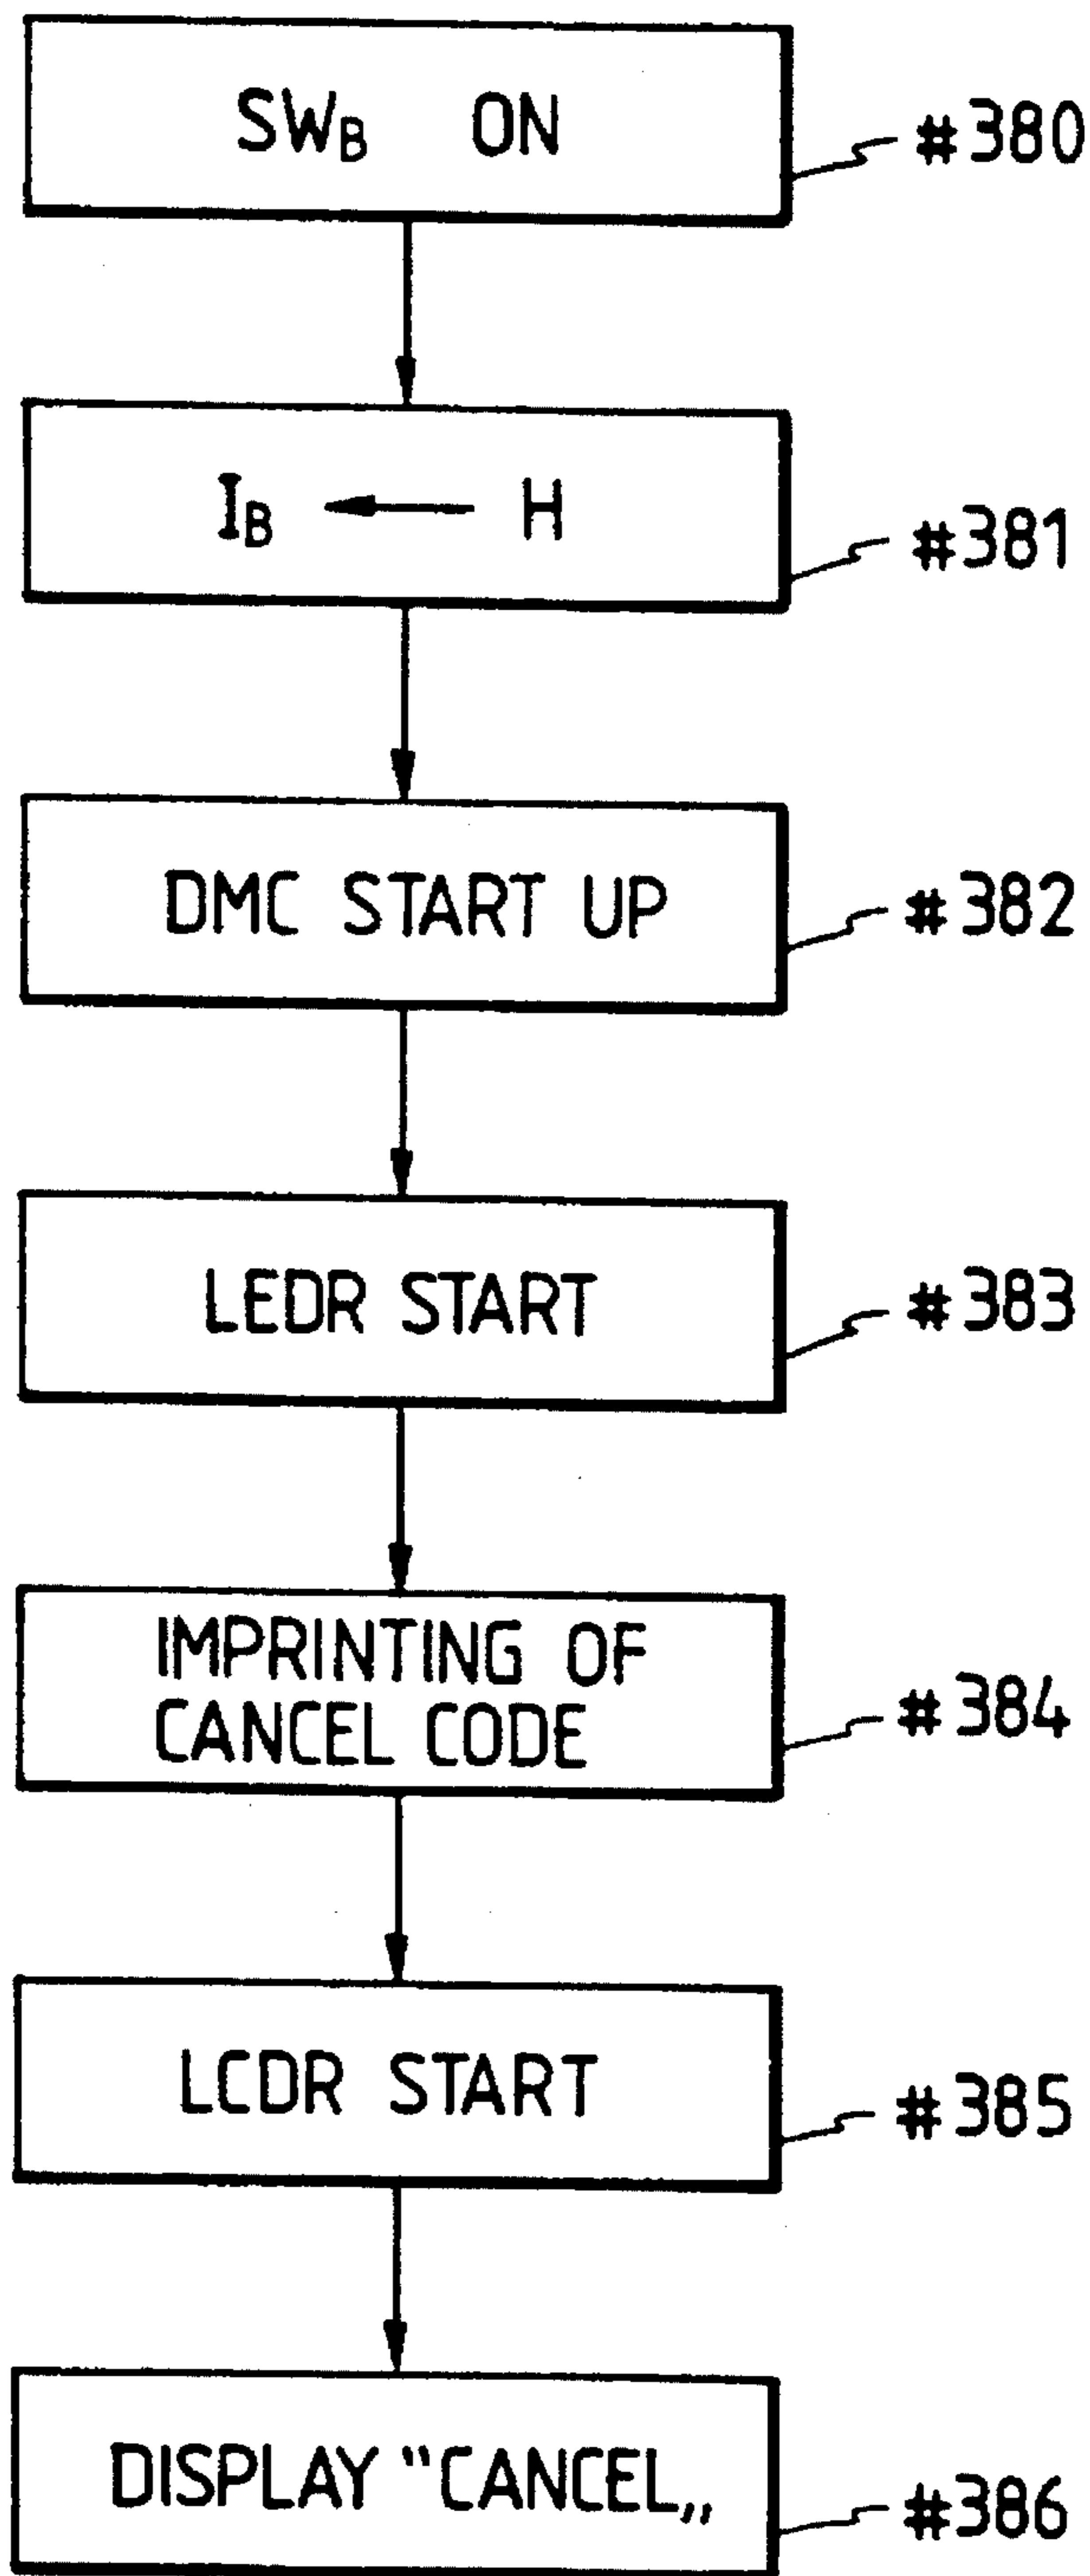 SWB ON
#380
IB ← H
#381
DMC START UP
#382
LEDR START
#383
IMPRINTING OF
CANCEL CODE
#384
LCDR START
#385
DISPLAY "CANCEL„
#386